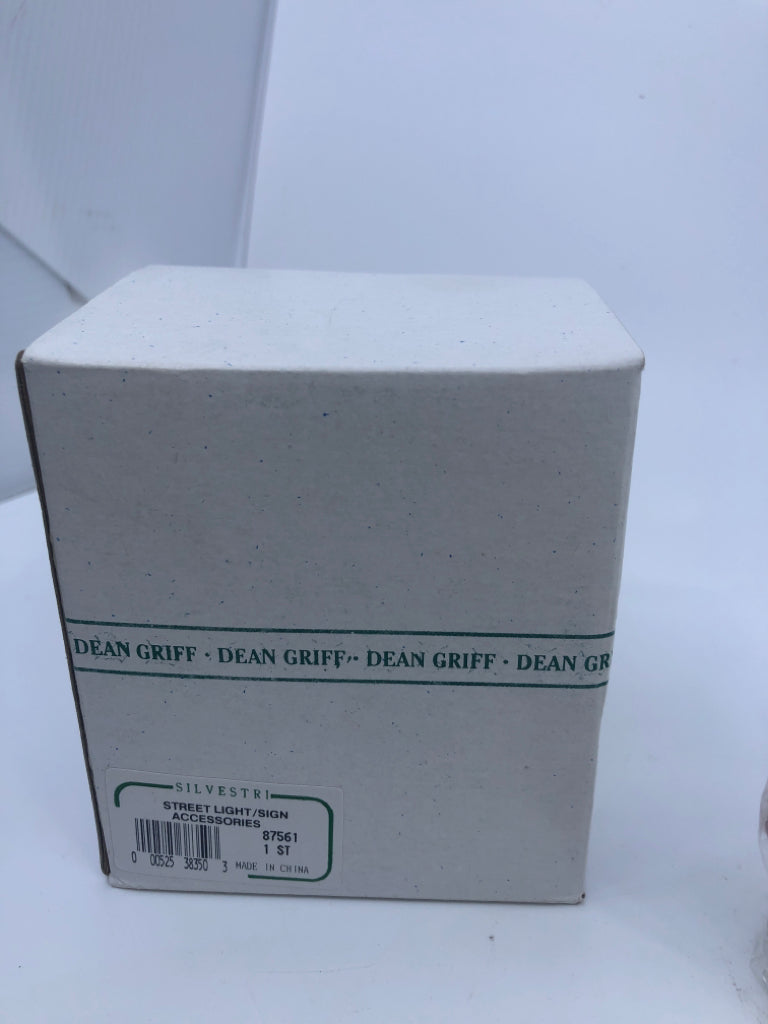 DEAN GRIFF · DEAN GRIFF · DEAN GRIFF · DEAN GR
SILVESTRI
STREET LIGHT/SIGN
ACCESSORIES
87561
1 ST
0 00525 38350 3 MADE IN CHINA